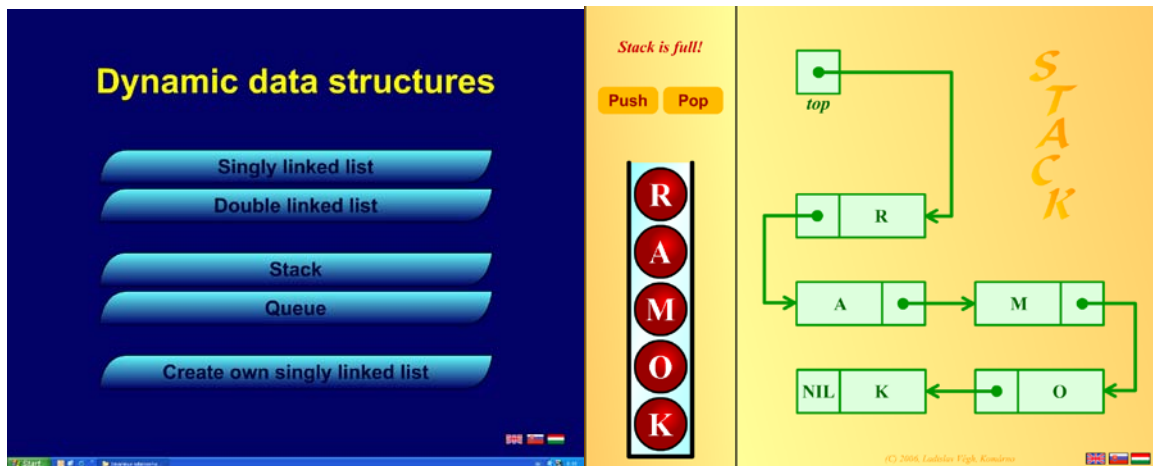 Dynamic data structures
Singly linked list
Double linked list
Stack
Queue
Create own singly linked list
Start
Stack is full!
Push Pop
R
A
M
O
K
top
R
A M
NIL K O
STACK
(C) 2006, Ladislav Végh, Komárno